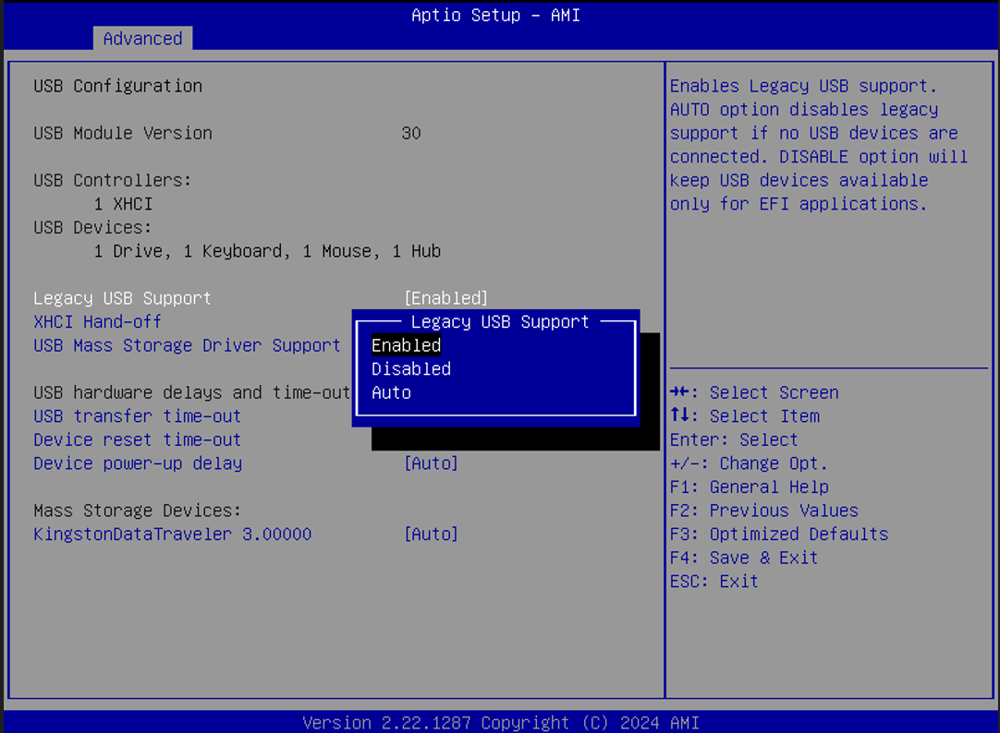 Aptio Setup - AMI
Advanced
USB Configuration
USB Module Version 30
USB Controllers:
1 XHCI
USB Devices:
1 Drive, 1 Keyboard, 1 Mouse, 1 Hub
Legacy USB Support [Enabled]
XHCI Hand-off
USB Mass Storage Driver Support
USB hardware delays and time-out
USB transfer time-out
Device reset time-out
Device power-up delay [Auto]
Mass Storage Devices:
KingstonDataTraveler 3.00000 [Auto]
Legacy USB Support
Enabled
Disabled
Auto
Enables Legacy USB support.
AUTO option disables legacy
support if no USB devices are
connected. DISABLE option will
keep USB devices available
only for EFI applications.
→←: Select Screen
↑↓: Select Item
Enter: Select
+/-: Change Opt.
F1: General Help
F2: Previous Values
F3: Optimized Defaults
F4: Save & Exit
ESC: Exit
Version 2.22.1287 Copyright (C) 2024 AMI